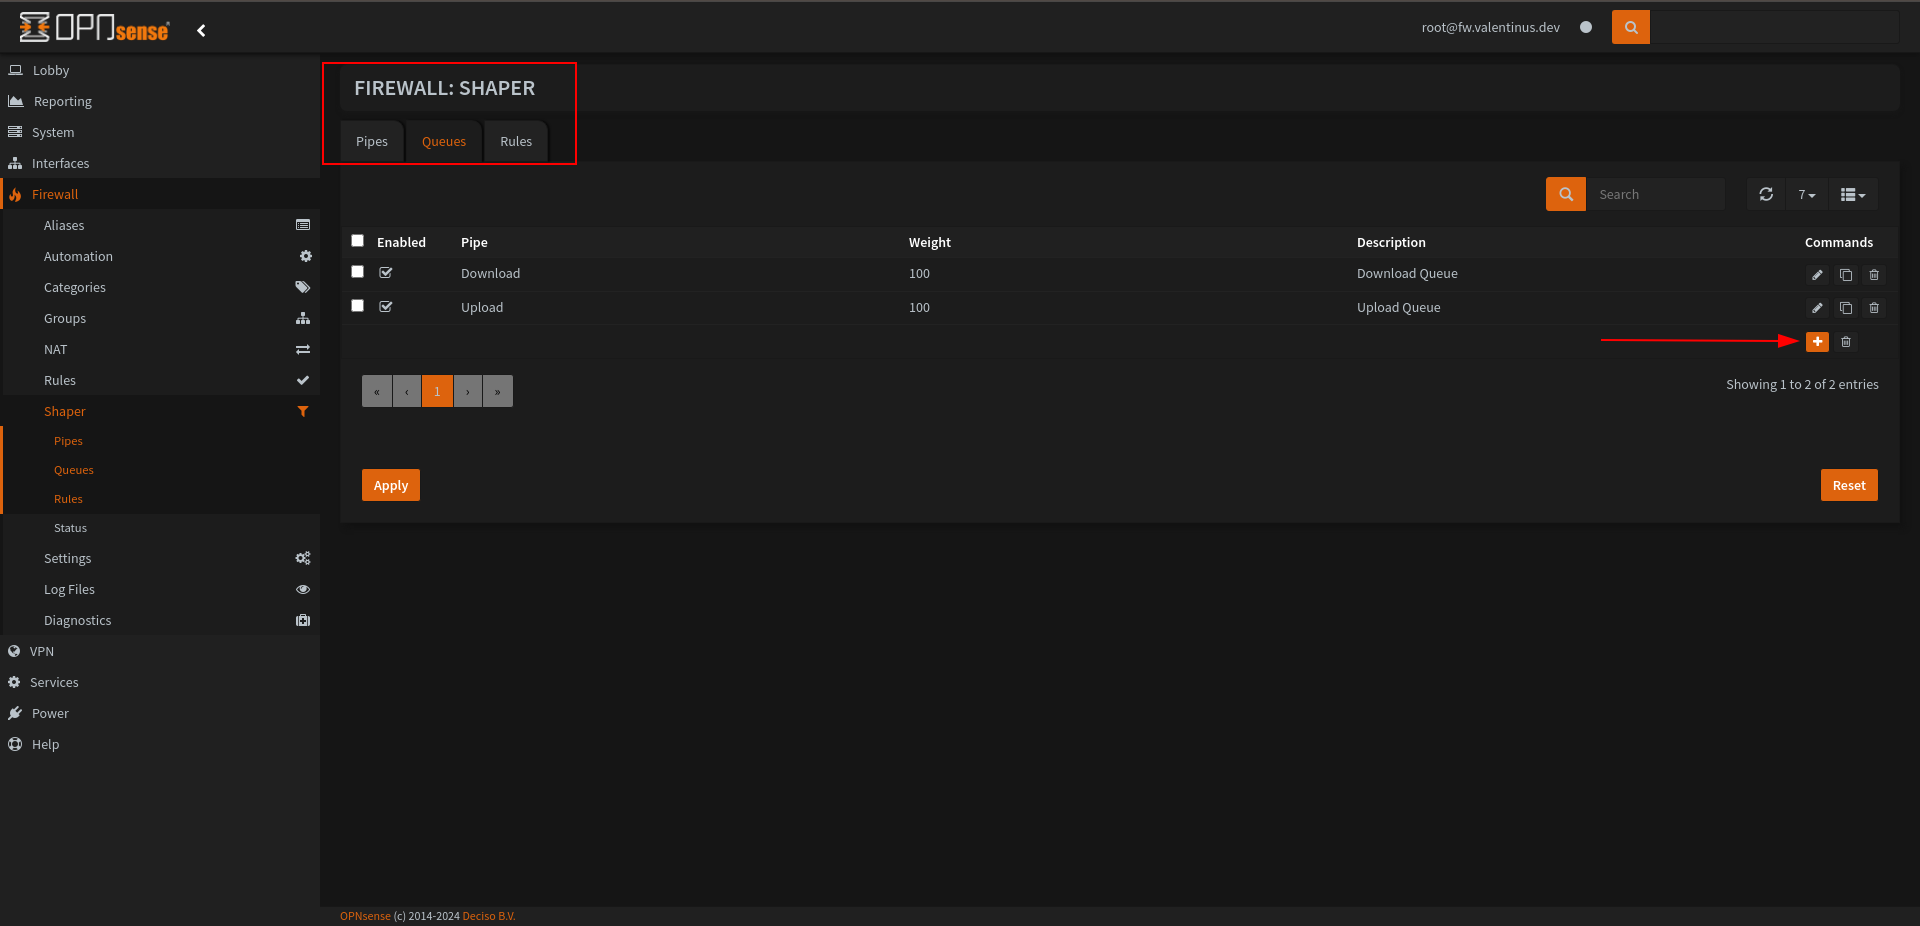 OPNsense®
root@fw.valentinus.dev
Lobby
Reporting
System
Interfaces
Firewall
Aliases
Automation
Categories
Groups
NAT
Rules
Shaper
Pipes
Queues
Rules
Status
Settings
Log Files
Diagnostics
VPN
Services
Power
Help
FIREWALL: SHAPER
Pipes Queues Rules
Search 7
Enabled Pipe Weight Description Commands
Download 100 Download Queue
Upload 100 Upload Queue
« ‹ 1 › »
Showing 1 to 2 of 2 entries
Apply Reset
OPNsense (c) 2014-2024 Deciso B.V.